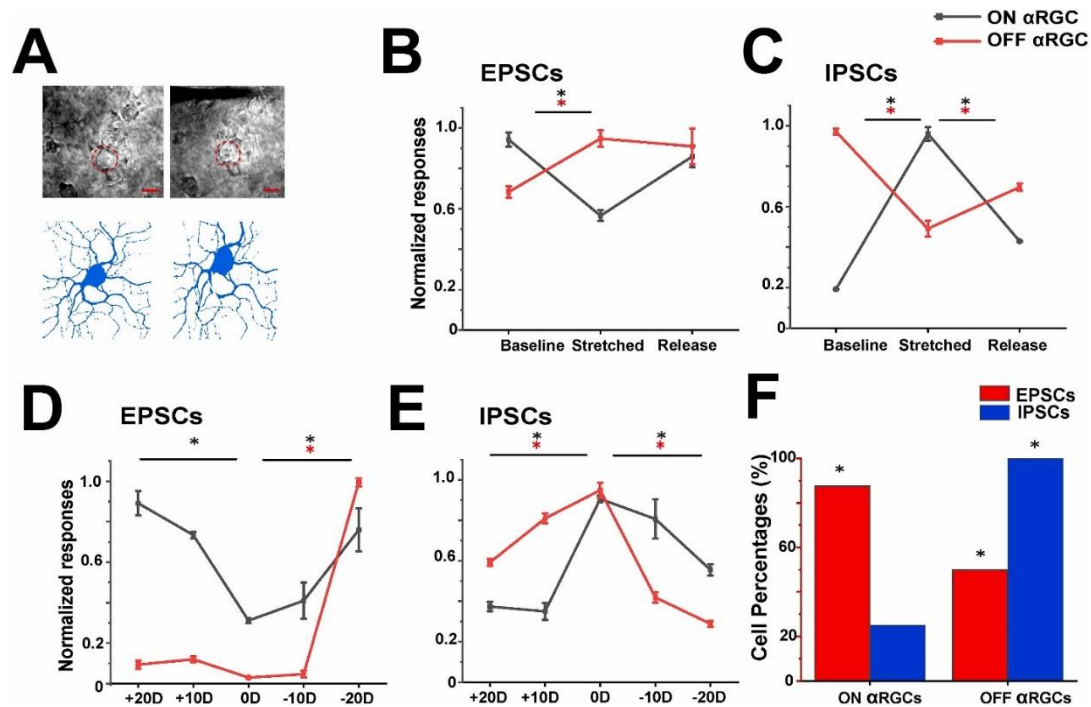 ON αRGC
OFF αRGC
A
B
C
EPSCs
IPSCs
*
*
*
*
*
*
Normalized responses
1.0
0.6
0.2
0
Baseline Stretched Release
1.0
0.6
0.2
0
Baseline Stretched Release
D
E
F
EPSCs
IPSCs
EPSCs
IPSCs
*
*
*
*
*
*
*
Normalized responses
1.0
0.6
0.2
0
+20D +10D 0D -10D -20D
1.0
0.6
0.2
0
+20D +10D 0D -10D -20D
Cell Percentages (%)
100
60
20
0
*
*
*
ON αRGCs OFF αRGCs